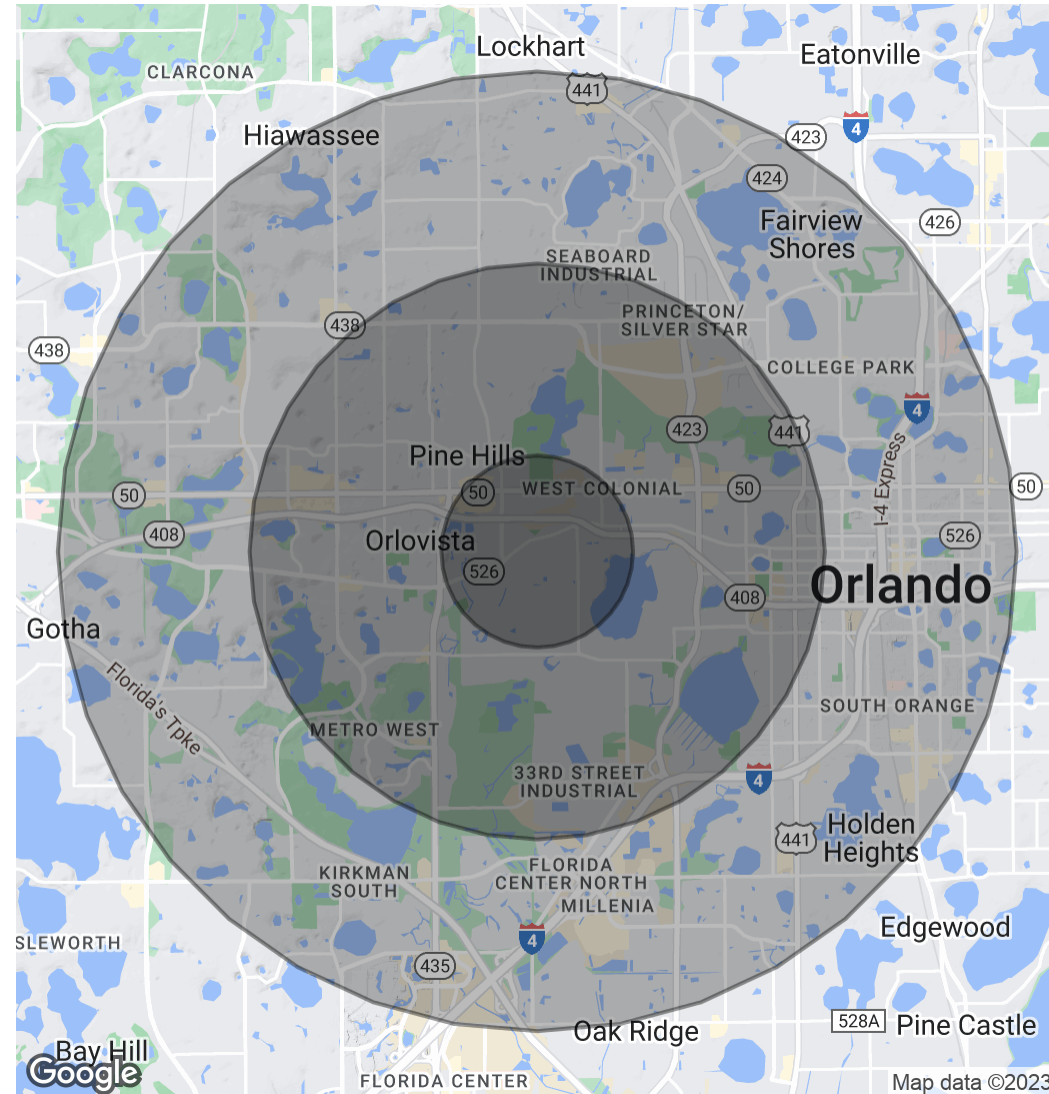 Lockhart
Eatonville
CLARCONA
441
Hiawassee
423
4
424
426
Fairview
Shores
SEABOARD
INDUSTRIAL
PRINCETON/
SILVER STAR
438
438
COLLEGE PARK
4
423
441
Pine Hills
I-4 Express
50
50
WEST COLONIAL
50
50
408
Orlovista
526
526
408
Orlando
Gotha
Florida's Tpke
SOUTH ORANGE
METRO WEST
33RD STREET
INDUSTRIAL
4
441
Holden
Heights
KIRKMAN
SOUTH
FLORIDA
CENTER NORTH
MILLENIA
Edgewood
SLEWORTH
4
435
528A
Pine Castle
Oak Ridge
Bay Hill
Google
FLORIDA CENTER
Map data ©2023